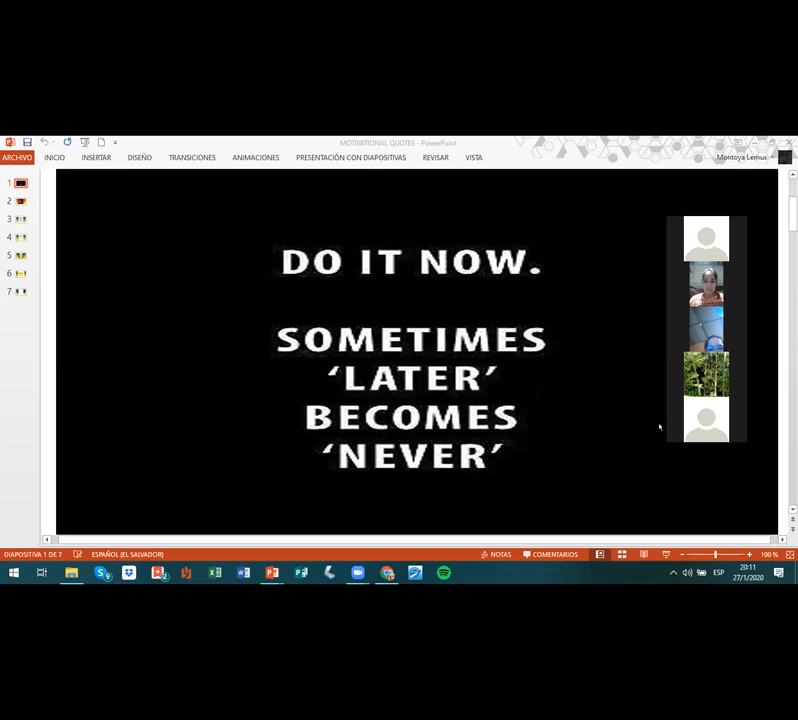 MOTIVATIONAL QUOTES - PowerPoint
ARCHIVO INICIO INSERTAR DISEÑO TRANSICIONES ANIMACIONES PRESENTACIÓN CON DIAPOSITIVAS REVISAR VISTA Montoya Lemus
1
2
3
4
5
6
7
DO IT NOW.
SOMETIMES
‘LATER’
BECOMES
‘NEVER’
DIAPOSITIVA 1 DE 7 ESPAÑOL (EL SALVADOR) NOTAS COMENTARIOS 100 %
20:11
ESP
27/1/2020